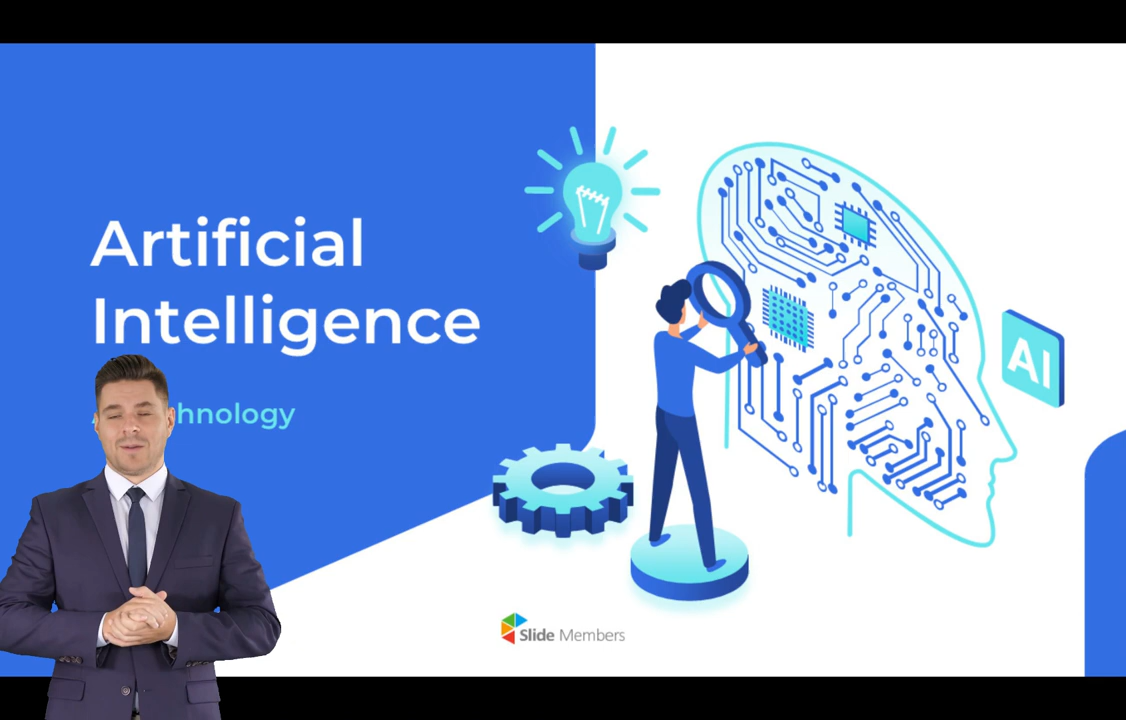 Artificial
Intelligence
hnology
AI
Slide Members